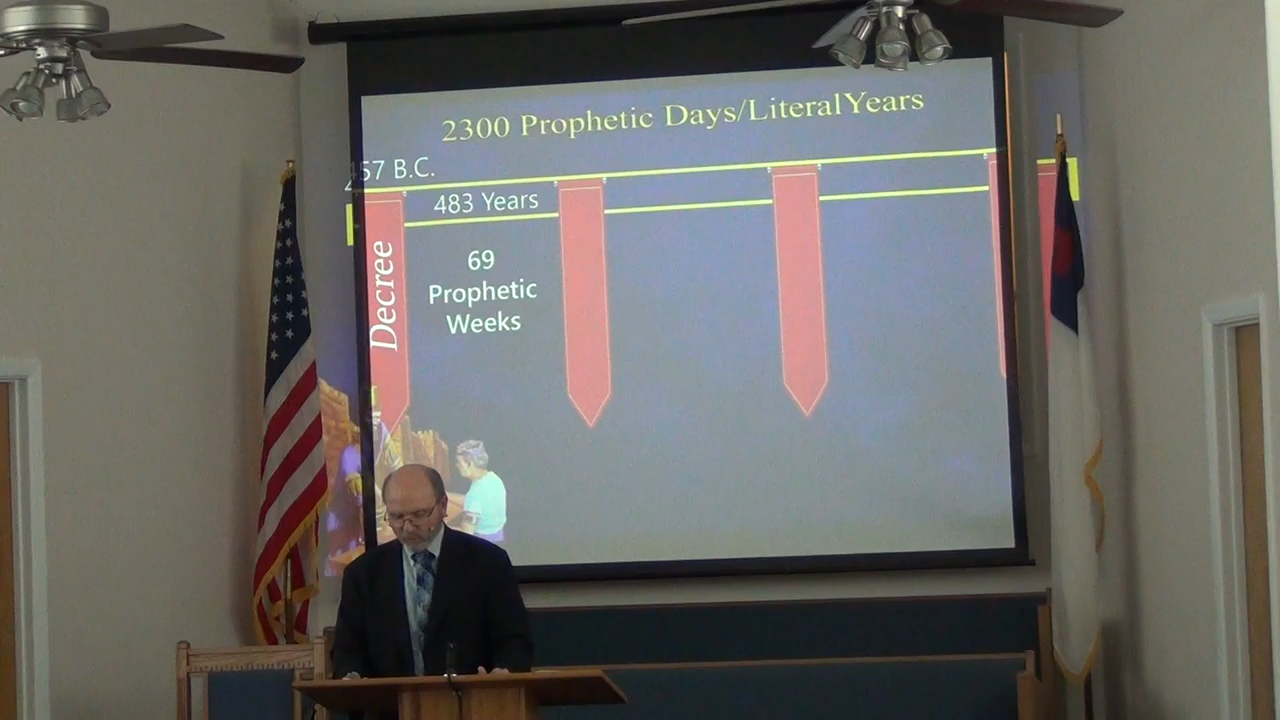 2300 Prophetic Days/LiteralYears
457 B.C.
483 Years
Decree
69
Prophetic
Weeks